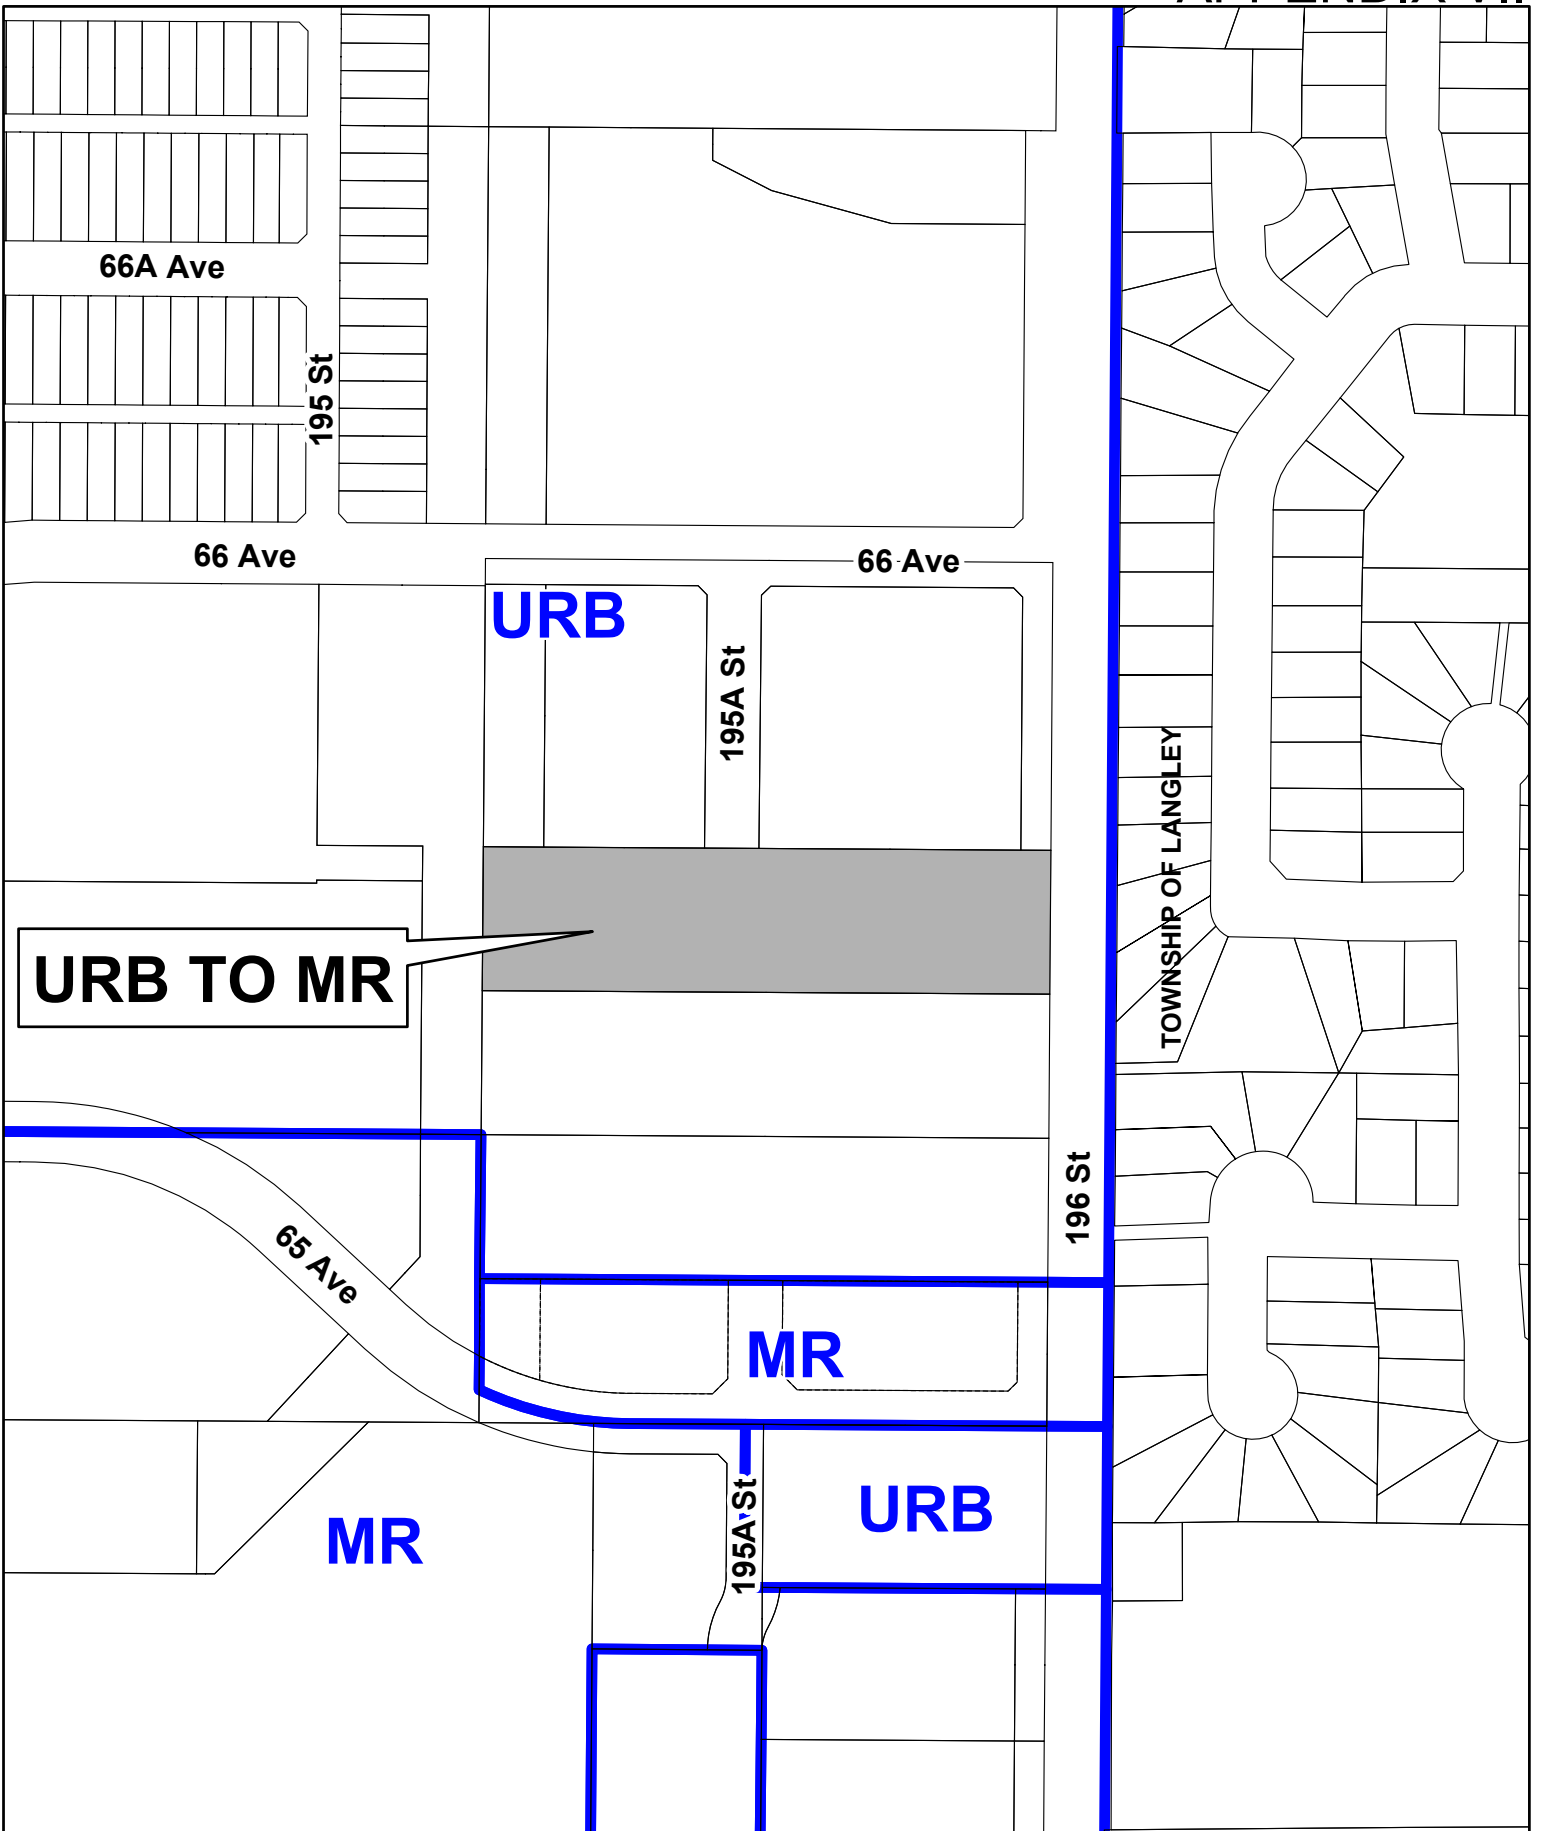 66A Ave
195 St
66 Ave
66 Ave
URB
195A St
TOWNSHIP OF LANGLEY
URB TO MR
196 St
65 Ave
MR
URB
195A St
MR